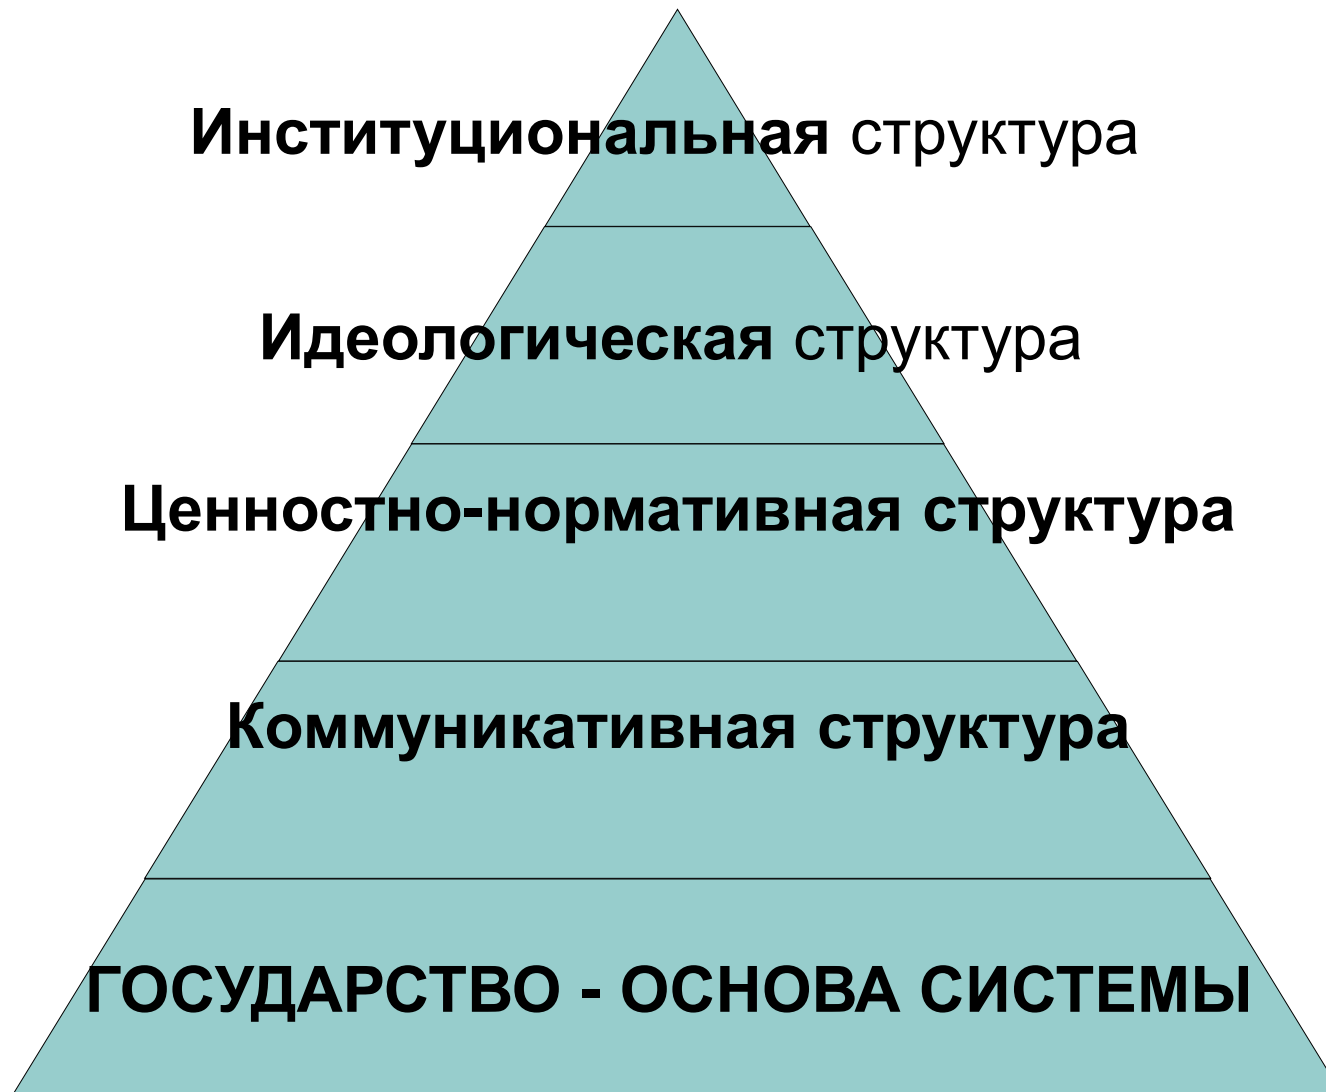 Институциональная структура
Идеологическая структура
Ценностно-нормативная структура
Коммуникативная структура
ГОСУДАРСТВО - ОСНОВА СИСТЕМЫ